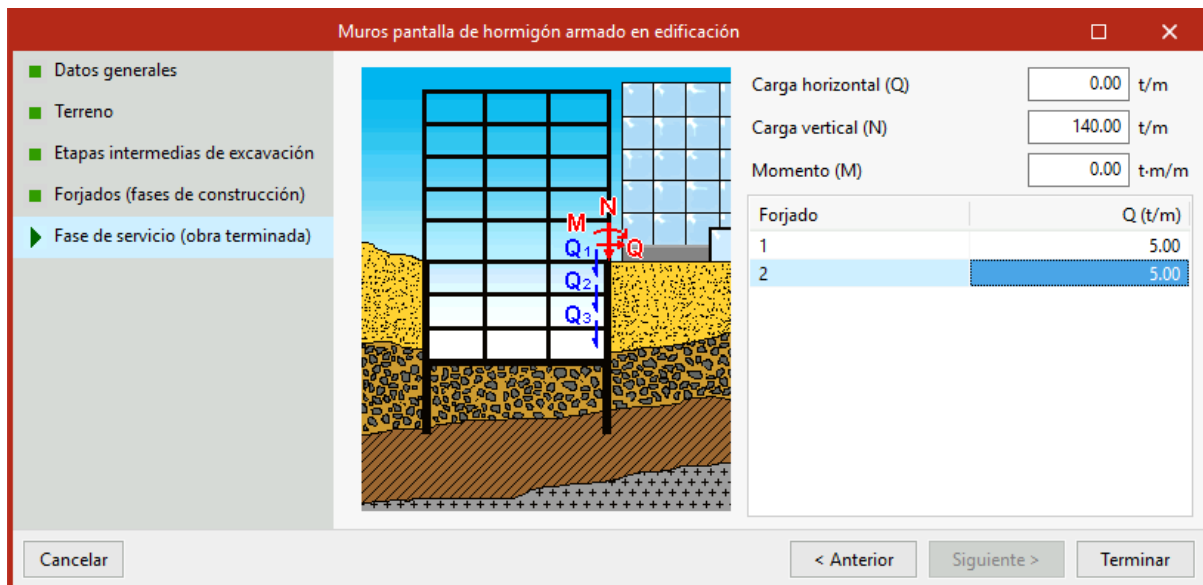 Muros pantalla de hormigón armado en edificación
Datos generales
Terreno
Etapas intermedias de excavación
Forjados (fases de construcción)
Fase de servicio (obra terminada)
N
M
Q1 Q
Q2
Q3
Carga horizontal (Q) 0.00 t/m
Carga vertical (N) 140.00 t/m
Momento (M) 0.00 t·m/m
Forjado Q (t/m)
1 5.00
2 5.00
Cancelar < Anterior Siguiente > Terminar